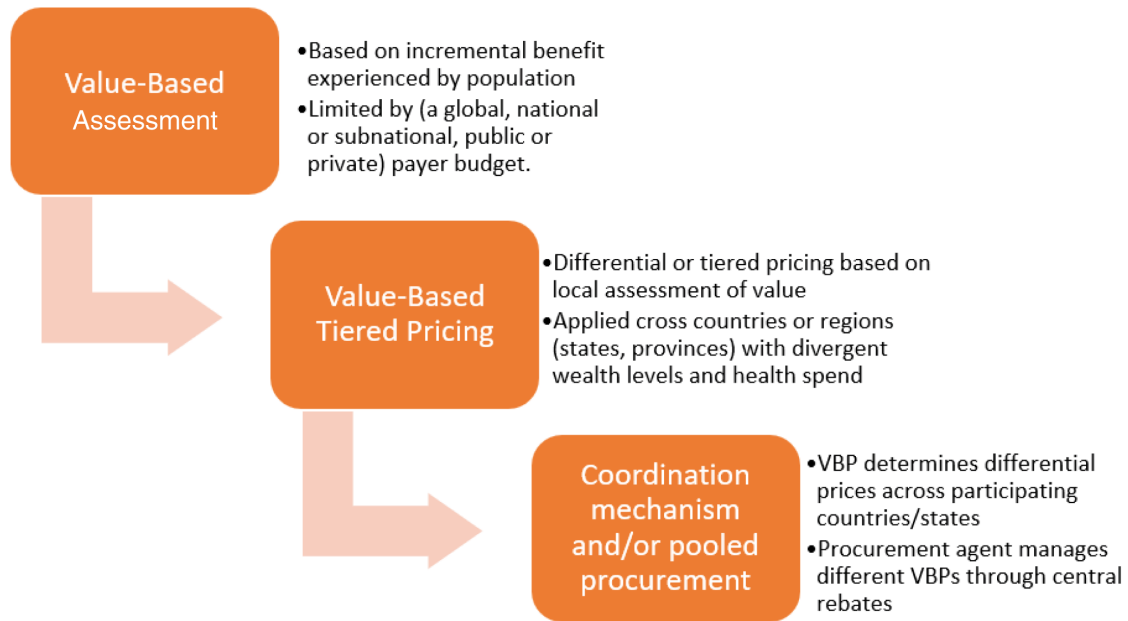 Value-Based
Assessment
•Based on incremental benefit
experienced by population
•Limited by (a global, national
or subnational, public or
private) payer budget.
Value-Based
Tiered Pricing
•Differential or tiered pricing based on
local assessment of value
•Applied cross countries or regions
(states, provinces) with divergent
wealth levels and health spend
Coordination
mechanism
and/or pooled
procurement
•VBP determines differential
prices across participating
countries/states
•Procurement agent manages
different VBPs through central
rebates